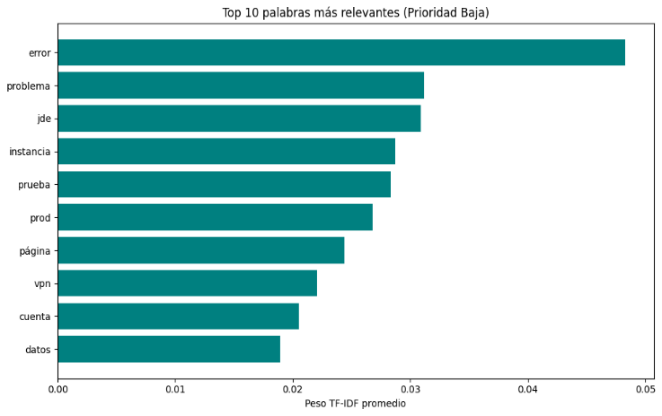 Top 10 palabras más relevantes (Prioridad Baja)
error
problema
jde
instancia
prueba
prod
página
vpn
cuenta
datos
0.00 0.01 0.02 0.03 0.04 0.05
Peso TF-IDF promedio